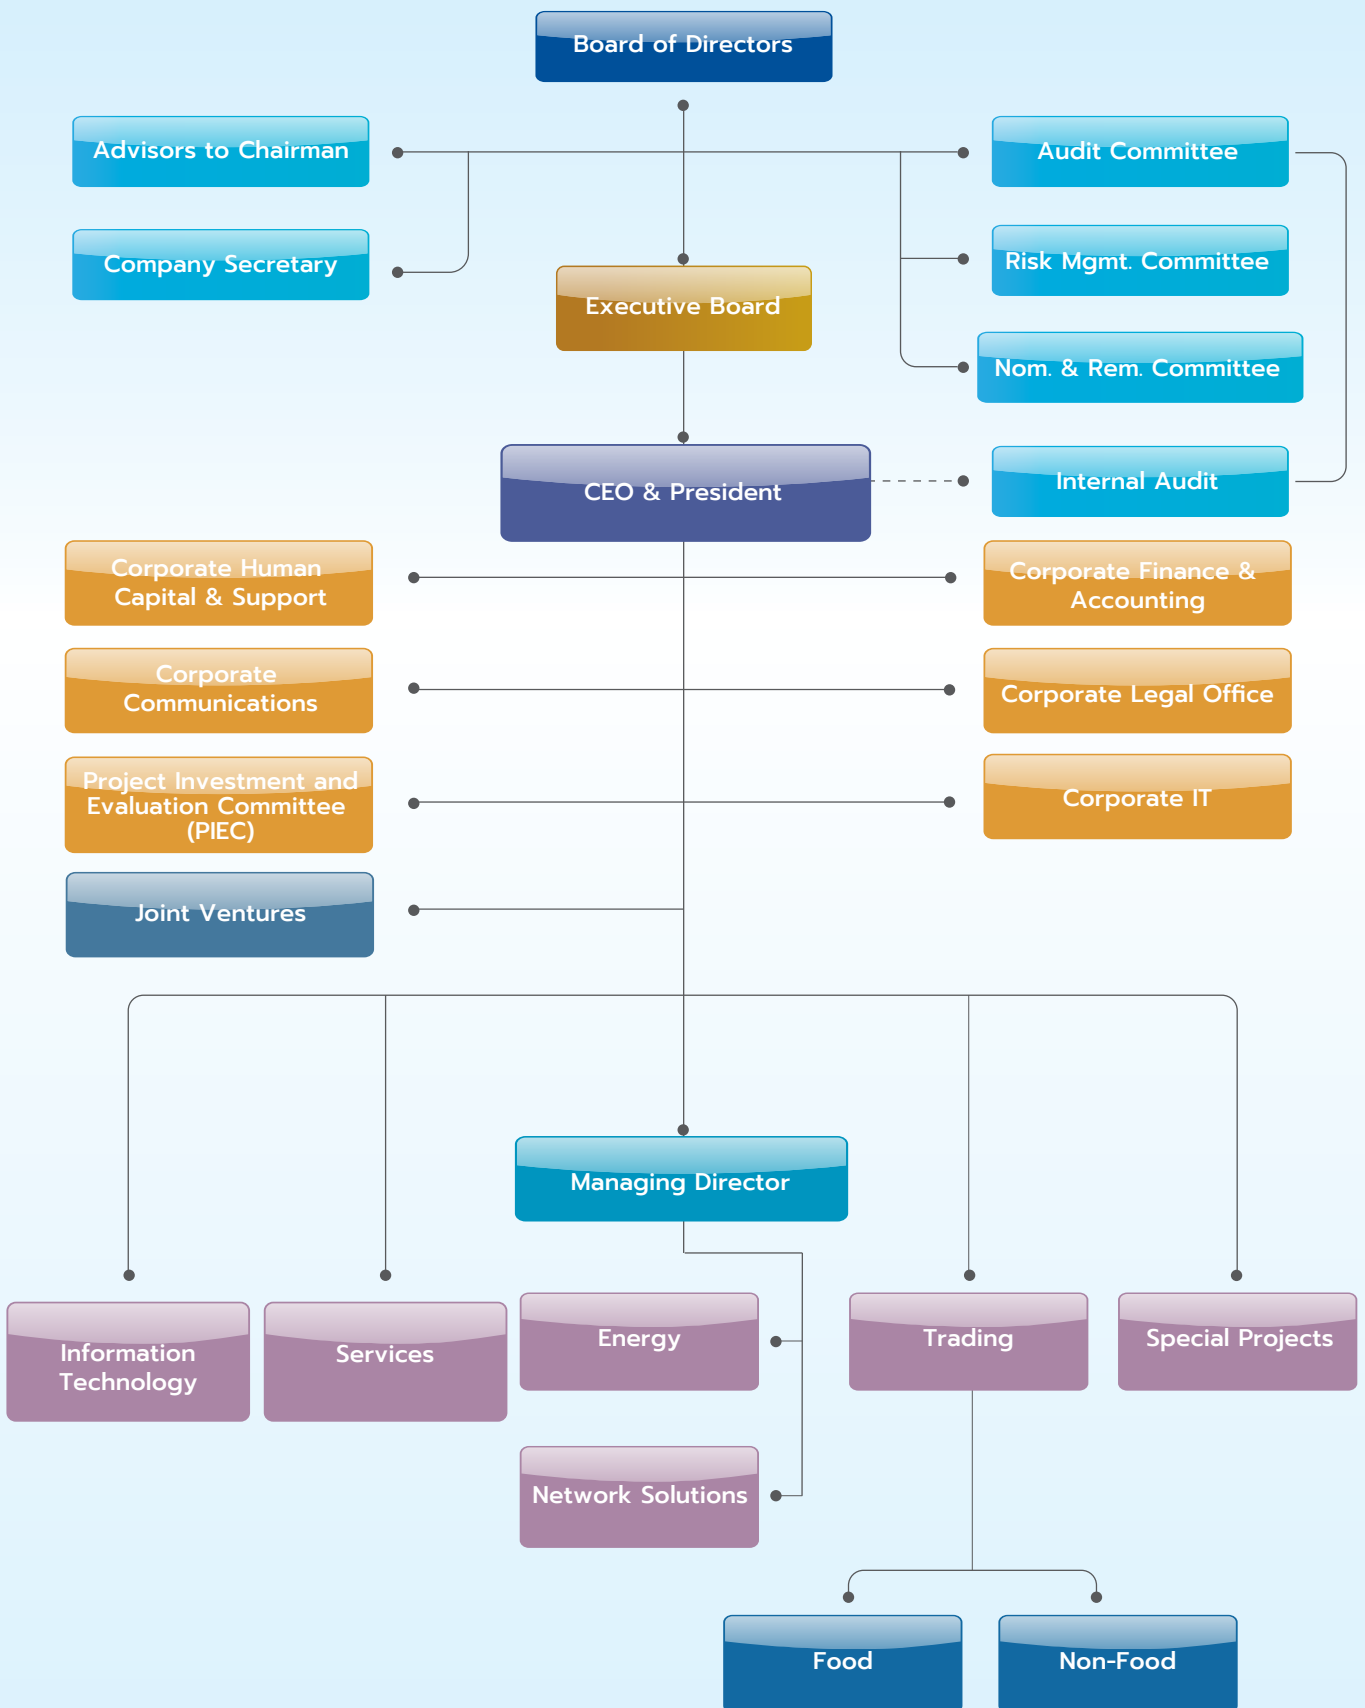 Board of Directors
Advisors to Chairman
Audit Committee
Company Secretary
Risk Mgmt. Committee
Executive Board
Nom. & Rem. Committee
CEO & President
Internal Audit
Corporate Human
Capital & Support
Corporate Finance &
Accounting
Corporate
Communications
Corporate Legal Office
Project Investment and
Evaluation Committee
(PIEC)
Corporate IT
Joint Ventures
Managing Director
Information
Technology
Services
Energy
Trading
Special Projects
Network Solutions
Food
Non-Food